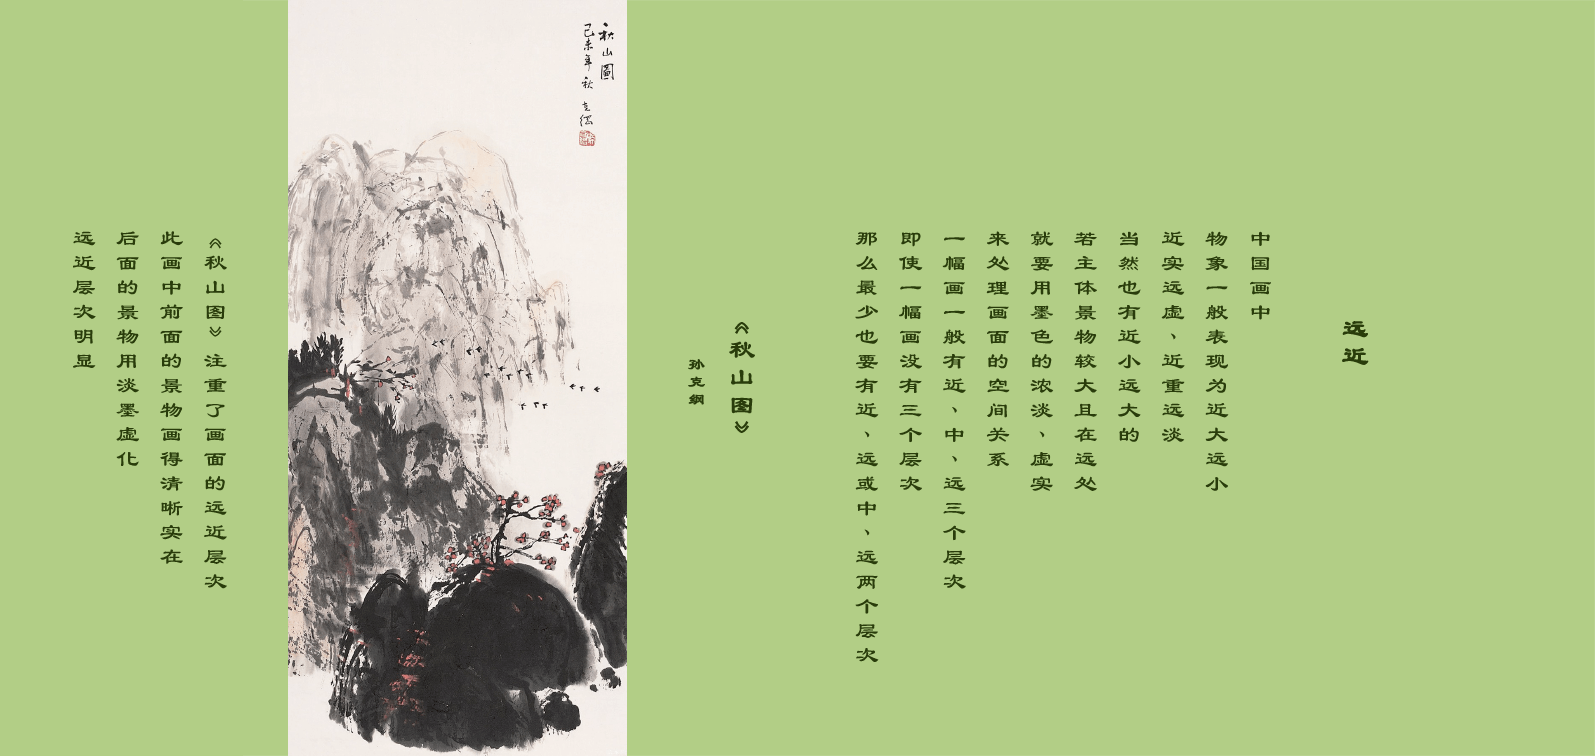 远近
中国画中
物象一般表现为近大远小
近实远虚、近重远淡
当然也有近小远大的
若主体景物较大且在远处
就要用墨色的浓淡、虚实
来处理画面的空间关系
一幅画一般有近、中、远三个层次
即使一幅画没有三个层次
那么最少也要有近、远或中、远两个层次
《秋山图》
孙克纲
秋山圖
己未年秋 克綱
《秋山图》注重了画面的远近层次
此画中前面的景物画得清晰实在
后面的景物用淡墨虚化
远近层次明显